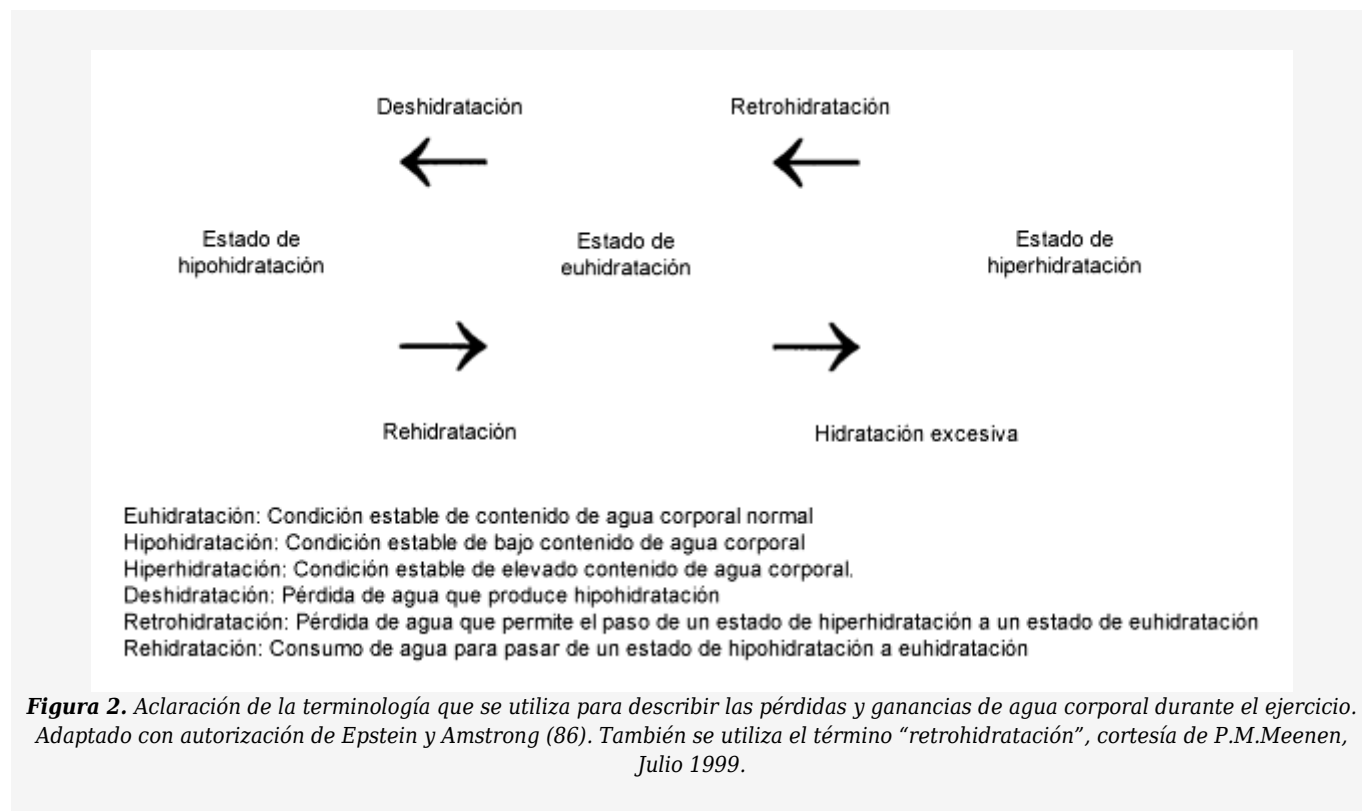 Deshidratación
Retrohidratación
Estado de
hipohidratación
Estado de
euhidratación
Estado de
hiperhidratación
Rehidratación
Hidratación excesiva
Euhidratación: Condición estable de contenido de agua corporal normal
Hipohidratación: Condición estable de bajo contenido de agua corporal
Hiperhidratación: Condición estable de elevado contenido de agua corporal.
Deshidratación: Pérdida de agua que produce hipohidratación
Retrohidratación: Pérdida de agua que permite el paso de un estado de hiperhidratación a un estado de euhidratación
Rehidratación: Consumo de agua para pasar de un estado de hipohidratación a euhidratación
Figura 2. Aclaración de la terminología que se utiliza para describir las pérdidas y ganancias de agua corporal durante el ejercicio.
Adaptado con autorización de Epstein y Amstrong (86). También se utiliza el término “retrohidratación”, cortesía de P.M.Meenen,
Julio 1999.